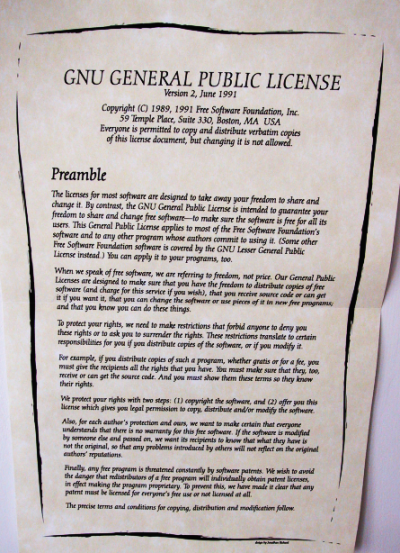 GNU GENERAL PUBLIC LICENSE
Version 2, June 1991
Copyright (C) 1989, 1991 Free Software Foundation, Inc.
59 Temple Place, Suite 330, Boston, MA USA
Everyone is permitted to copy and distribute verbatim copies
of this license document, but changing it is not allowed.
Preamble
The licenses for most software are designed to take away your freedom to share and
change it. By contrast, the GNU General Public License is intended to guarantee your
freedom to share and change free software—to make sure the software is free for all its
users. This General Public License applies to most of the Free Software Foundation's
software and to any other program whose authors commit to using it. (Some other
Free Software Foundation software is covered by the GNU Lesser General Public
License instead.) You can apply it to your programs, too.
When we speak of free software, we are referring to freedom, not price. Our General Public
Licenses are designed to make sure that you have the freedom to distribute copies of free
software (and charge for this service if you wish), that you receive source code or can get
it if you want it, that you can change the software or use pieces of it in new free programs;
and that you know you can do these things.
To protect your rights, we need to make restrictions that forbid anyone to deny you
these rights or to ask you to surrender the rights. These restrictions translate to certain
responsibilities for you if you distribute copies of the software, or if you modify it.
For example, if you distribute copies of such a program, whether gratis or for a fee, you
must give the recipients all the rights that you have. You must make sure that they, too,
receive or can get the source code. And you must show them these terms so they know
their rights.
We protect your rights with two steps: (1) copyright the software, and (2) offer you this
license which gives you legal permission to copy, distribute and/or modify the software.
Also, for each author's protection and ours, we want to make certain that everyone
understands that there is no warranty for this free software. If the software is modified
by someone else and passed on, we want its recipients to know that what they have is
not the original, so that any problems introduced by others will not reflect on the original
authors' reputations.
Finally, any free program is threatened constantly by software patents. We wish to avoid
the danger that redistributors of a free program will individually obtain patent licenses,
in effect making the program proprietary. To prevent this, we have made it clear that any
patent must be licensed for everyone's free use or not licensed at all.
The precise terms and conditions for copying, distribution and modification follow.